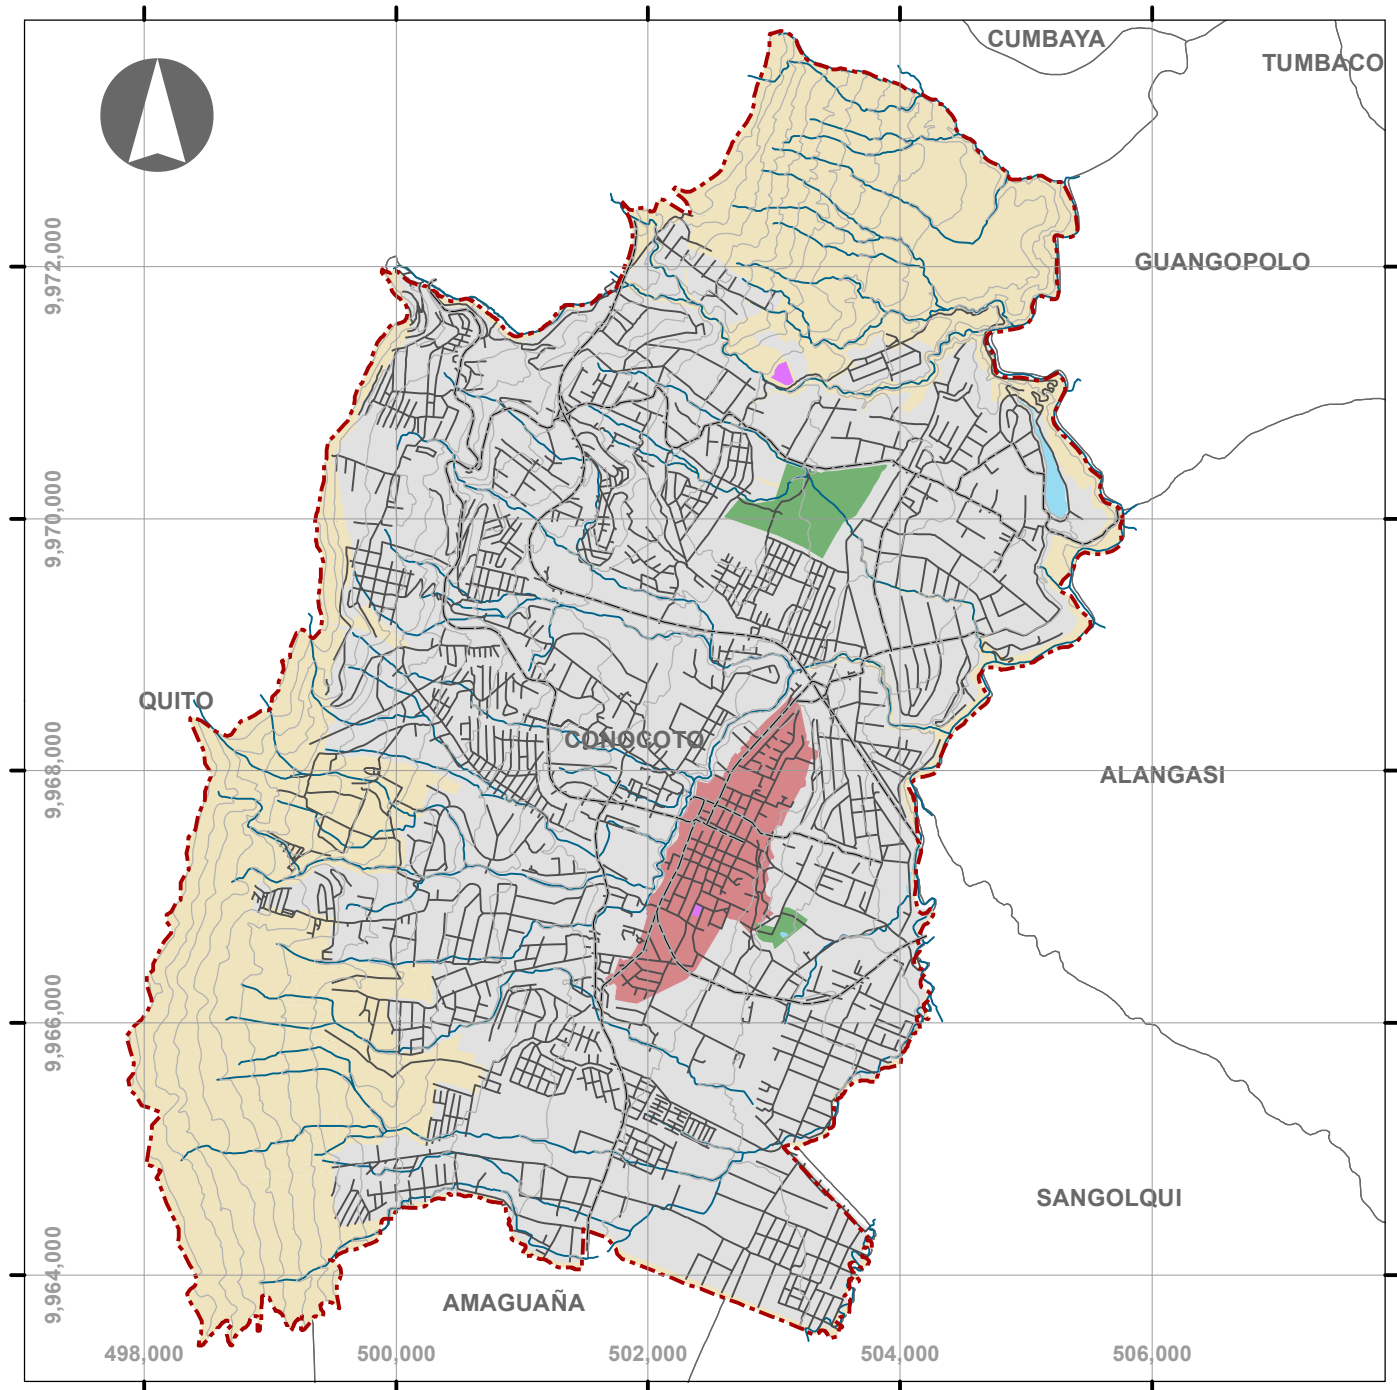 CUMBAYA
TUMBACO
GUANGOPOLO
9,972,000
9,970,000
QUITO
CONOCOTO
9,968,000
ALANGASI
9,966,000
SANGOLQUI
9,964,000
AMAGUAÑA
498,000 500,000 502,000 504,000 506,000